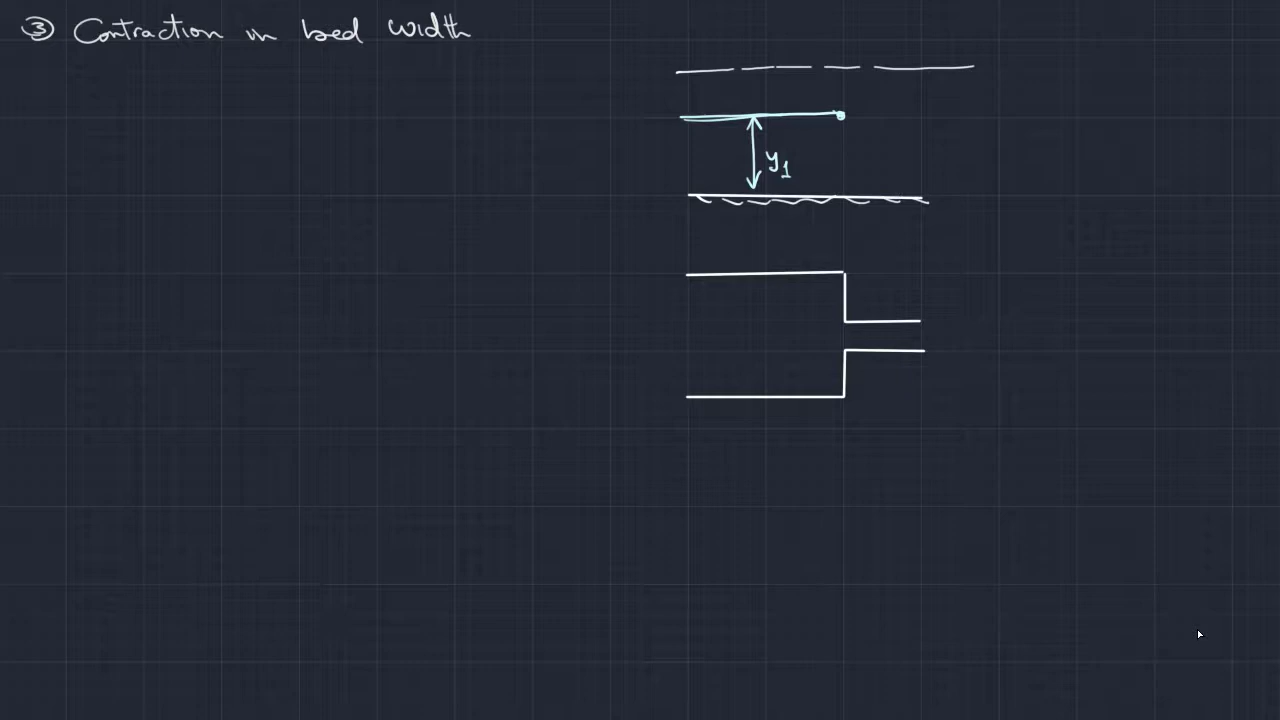 ③ Contraction in bed width
y₁